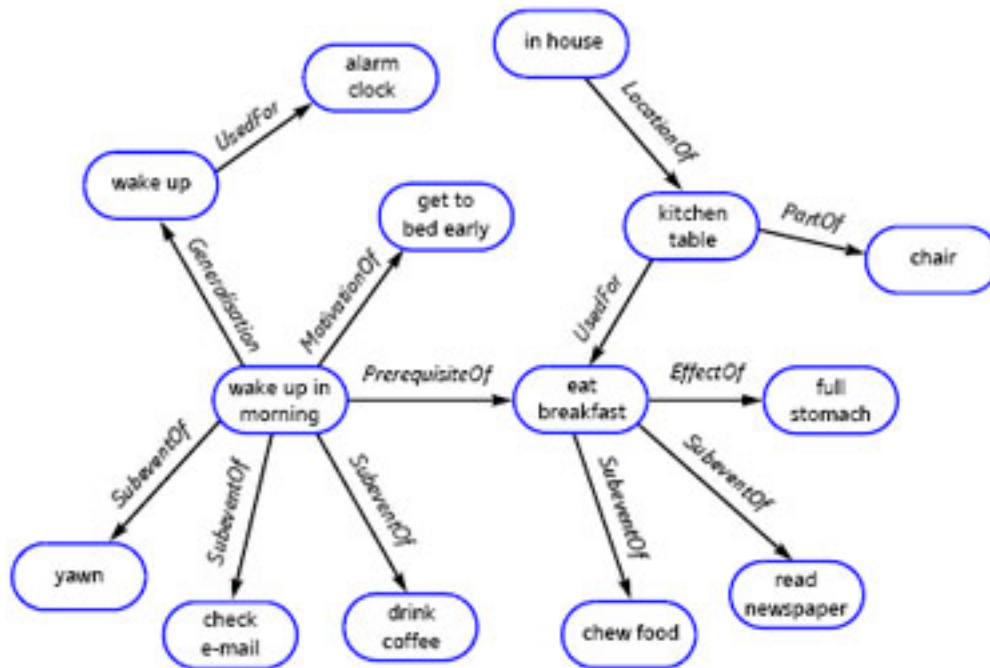 in house
alarm
clock
UsedFor
LocationOf
wake up
get to
bed early
kitchen
table
PartOf
chair
Generalisation
MotivationOf
UsedFor
wake up in
morning
PrerequisiteOf
eat
breakfast
EffectOf
full
stomach
SubeventOf
SubeventOf
SubeventOf
SubeventOf
SubeventOf
yawn
check
e-mail
drink
coffee
chew food
read
newspaper